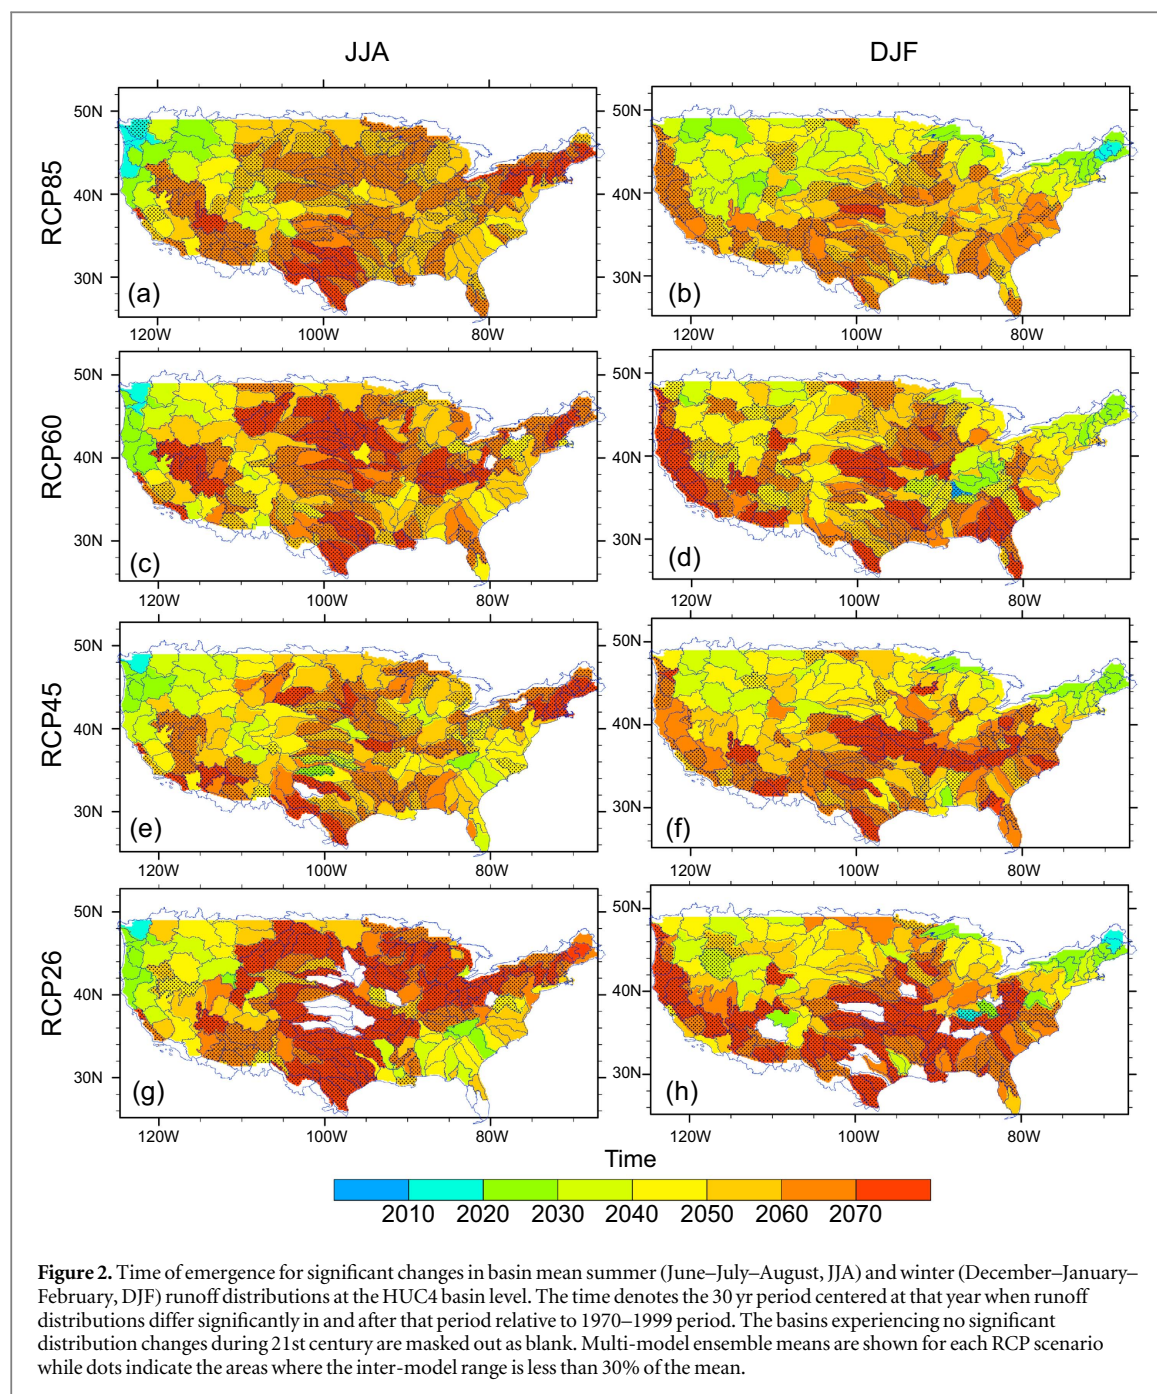 JJA
DJF
RCP85
50N
40N
30N
(a)
(b)
120W
100W
80W
50N
40N
30N
120W
100W
80W
RCP60
50N
40N
30N
(c)
(d)
120W
100W
80W
50N
40N
30N
120W
100W
80W
RCP45
50N
40N
30N
(e)
(f)
120W
100W
80W
50N
40N
30N
120W
100W
80W
RCP26
50N
40N
30N
(g)
(h)
120W
100W
80W
50N
40N
30N
120W
100W
80W
Time
2010 2020 2030 2040 2050 2060 2070
Figure 2. Time of emergence for significant changes in basin mean summer (June–July–August, JJA) and winter (December–January–
February, DJF) runoff distributions at the HUC4 basin level. The time denotes the 30 yr period centered at that year when runoff
distributions differ significantly in and after that period relative to 1970–1999 period. The basins experiencing no significant
distribution changes during 21st century are masked out as blank. Multi-model ensemble means are shown for each RCP scenario
while dots indicate the areas where the inter-model range is less than 30% of the mean.